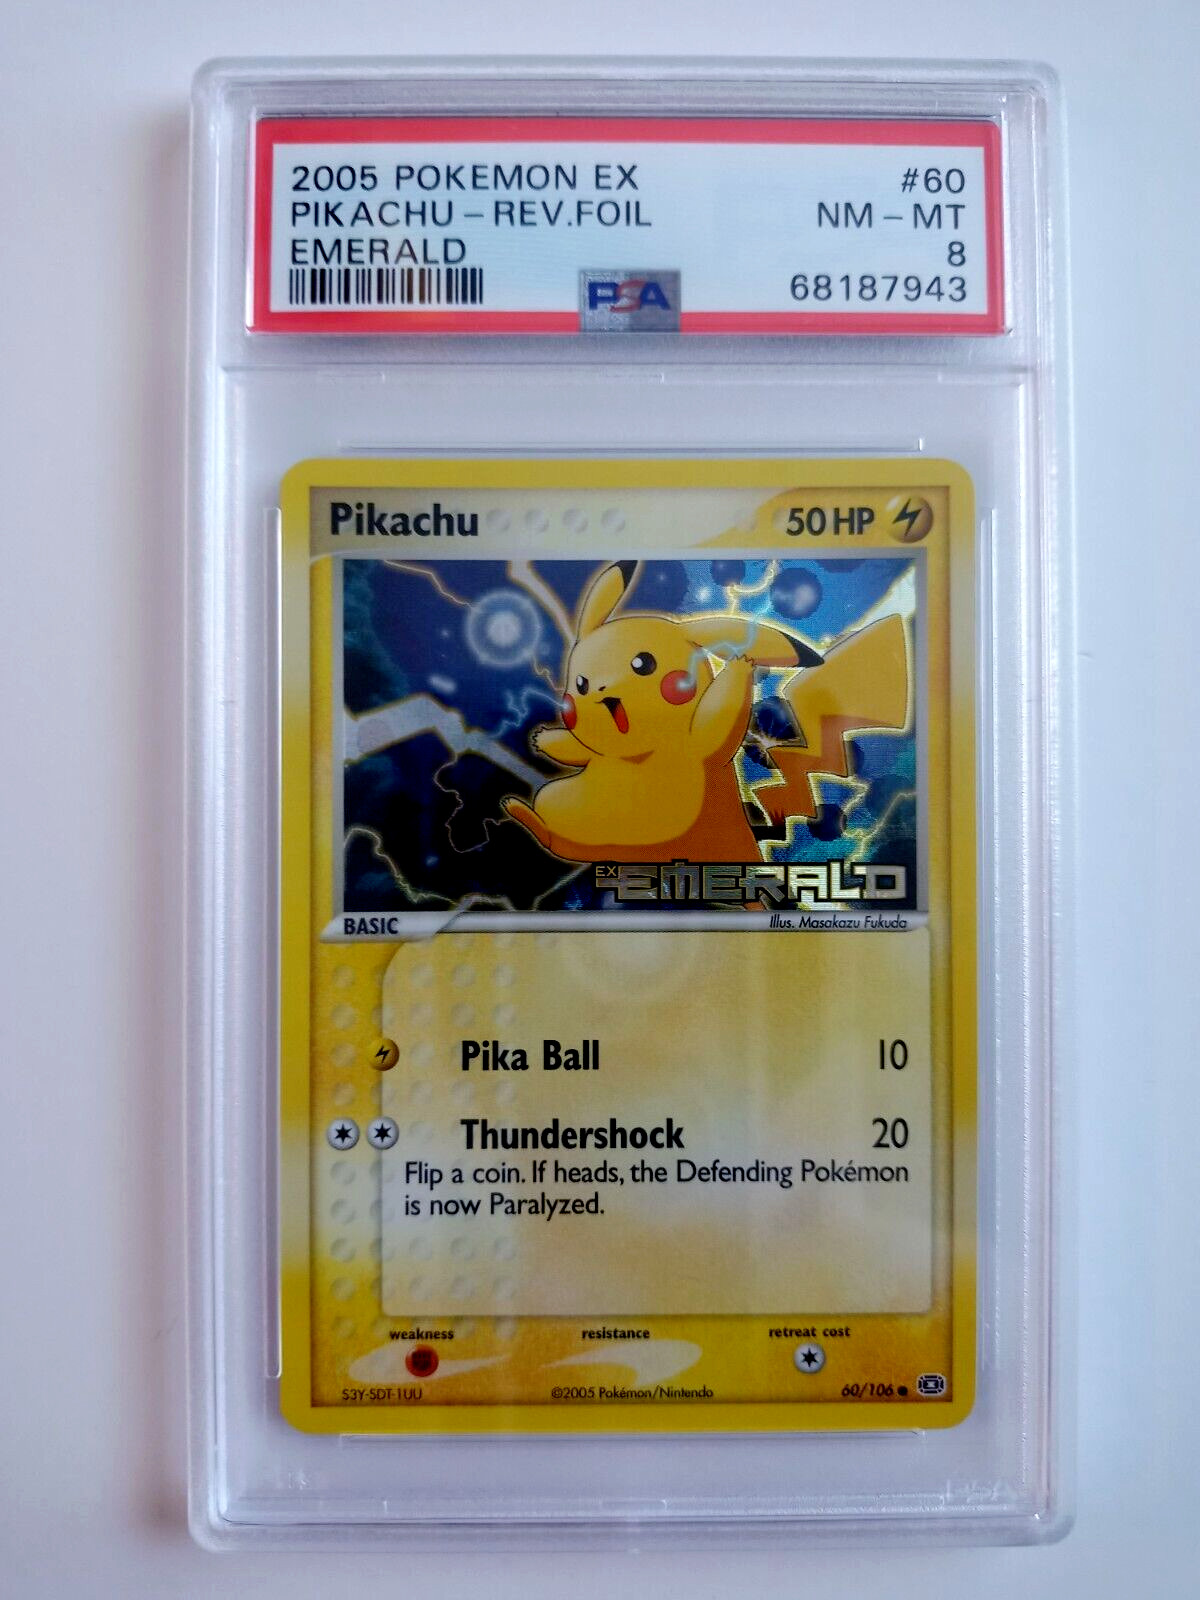 2005 POKEMON EX #60
PIKACHU - REV.FOIL NM - MT
EMERALD 8
PSA 68187943
Pikachu 50 HP
EX EMERALD
BASIC Illus. Masakazu Fukuda
Pika Ball 10
Thundershock 20
Flip a coin. If heads, the Defending Pokémon
is now Paralyzed.
weakness resistance retreat cost
S3Y-5DT-1UU ©2005 Pokémon/Nintendo 60/106